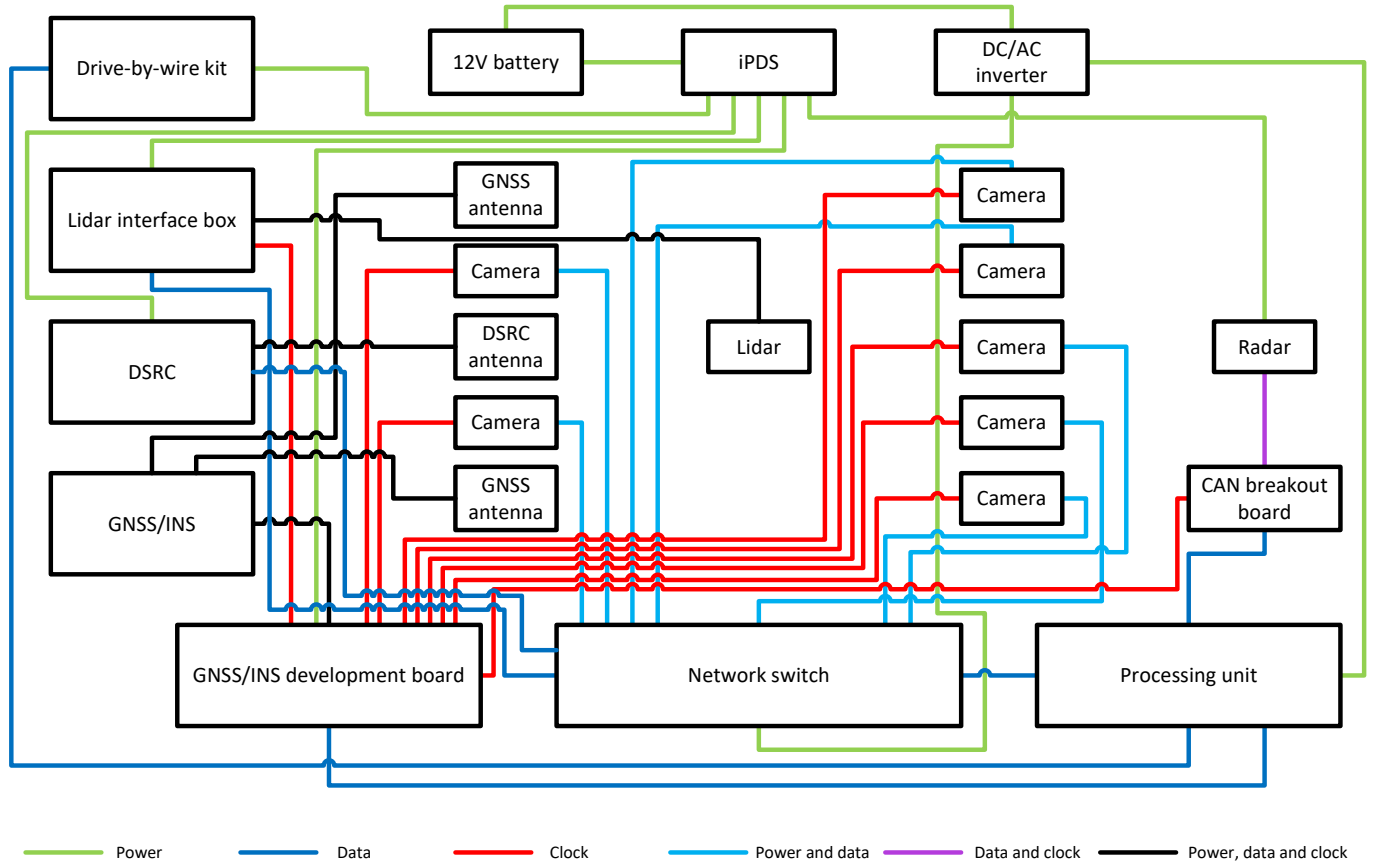 Drive-by-wire kit
12V battery
iPDS
DC/AC
inverter
Lidar interface box
GNSS
antenna
Camera
Camera
Camera
DSRC
DSRC
antenna
Lidar
Camera
Radar
Camera
Camera
GNSS/INS
GNSS
antenna
Camera
CAN breakout
board
GNSS/INS development board
Network switch
Processing unit
Power
Data
Clock
Power and data
Data and clock
Power, data and clock